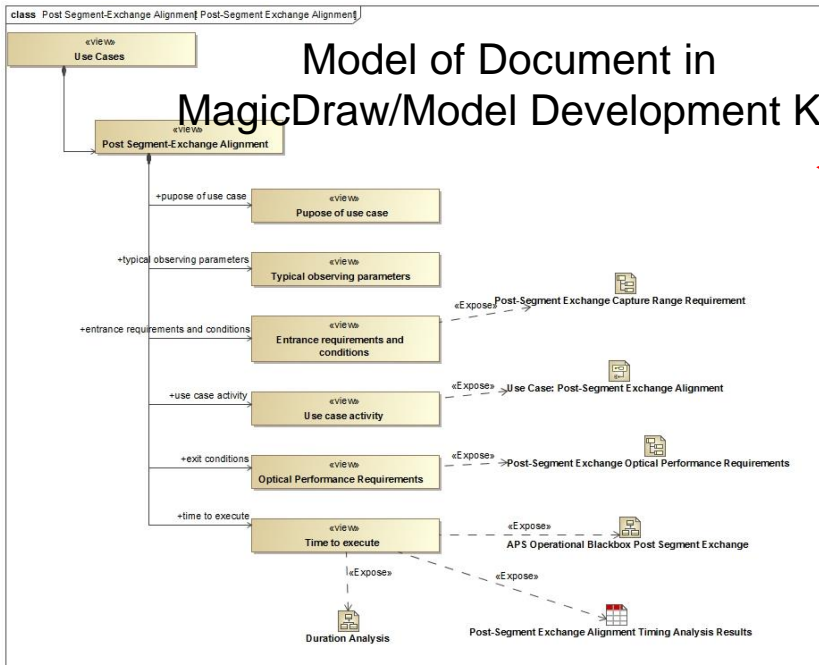 class Post Segment-Exchange Alignment[ Post-Segment Exchange Alignment]
«view»
Use Cases
Model of Document in
MagicDraw/Model Development K
«view»
Post Segment-Exchange Alignment
+pupose of use case
«view»
Pupose of use case
+typical observing parameters
«view»
Typical observing parameters
+entrance requirements and conditions
«view»
Entrance requirements and
conditions
«Expose»
Post-Segment Exchange Capture Range Requirement
+use case activity
«view»
Use case activity
«Expose»
Use Case: Post-Segment Exchange Alignment
+exit conditions
«view»
Optical Performance Requirements
«Expose»
Post-Segment Exchange Optical Performance Requirements
+time to execute
«view»
Time to execute
«Expose»
APS Operational Blackbox Post Segment Exchange
«Expose»
Duration Analysis
«Expose»
Post-Segment Exchange Alignment Timing Analysis Results